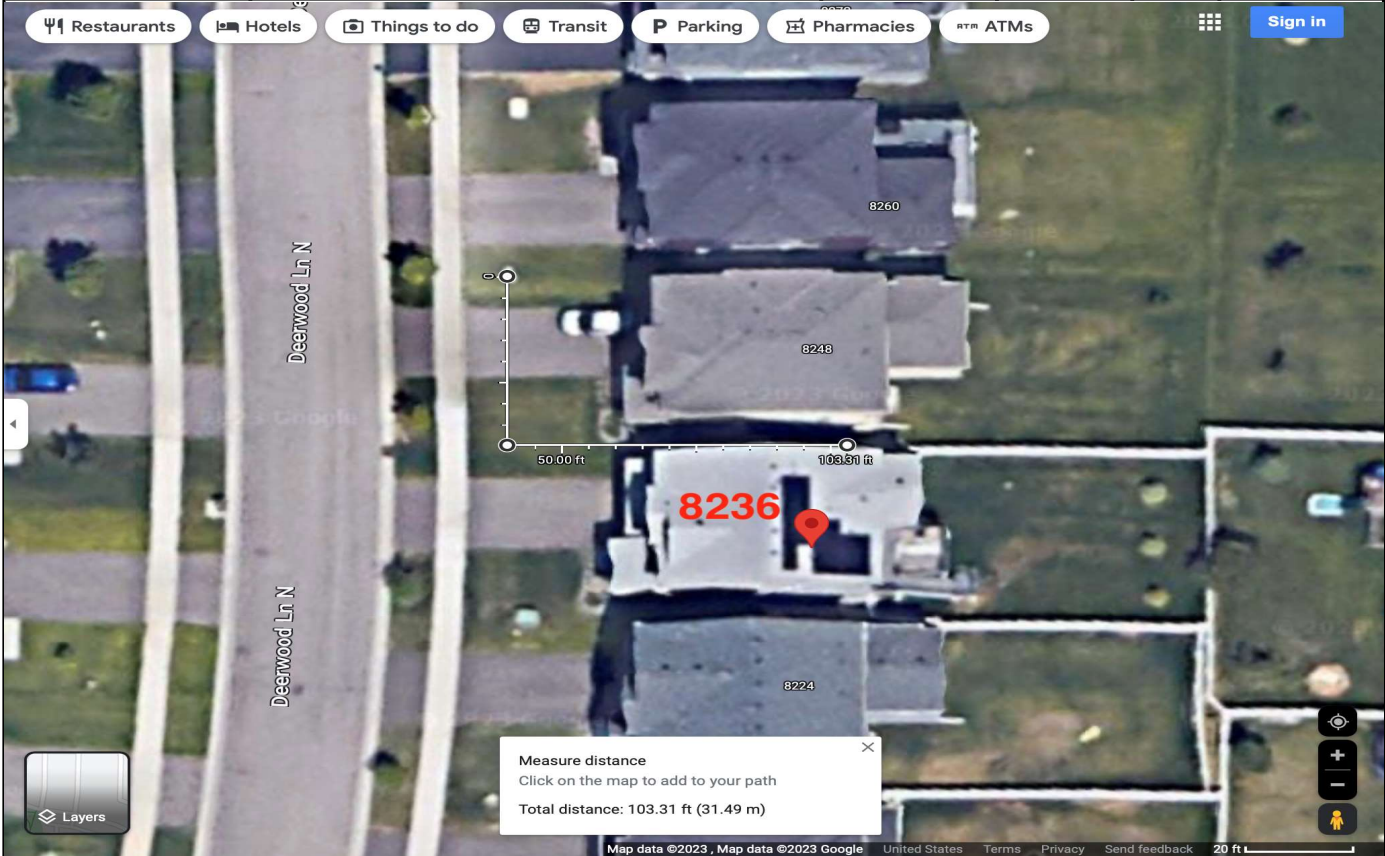 Restaurants
Hotels
Things to do
Transit
Parking
Pharmacies
ATM ATMs
Sign in
8260
Deerwood Ln N
0
8248
50.00 ft
103.31 ft
8236
Deerwood Ln N
8224
Measure distance
Click on the map to add to your path
Total distance: 103.31 ft (31.49 m)
Layers
Map data ©2023 , Map data ©2023 Google United States Terms Privacy Send feedback 20 ft